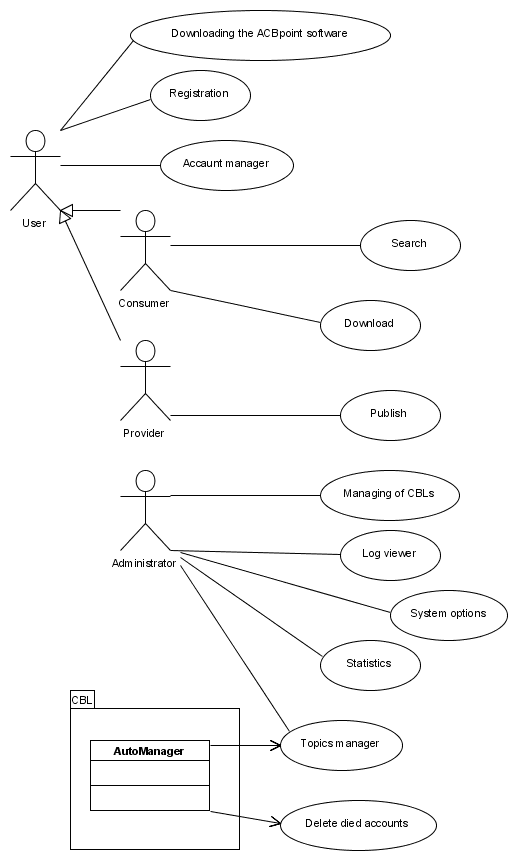 Downloading the ACBpoint software
Registration
Accaunt manager
User
Search
Consumer
Download
Publish
Provider
Managing of CBLs
Log viewer
Administrator
System options
Statistics
CBL
AutoManager
Topics manager
Delete died accounts